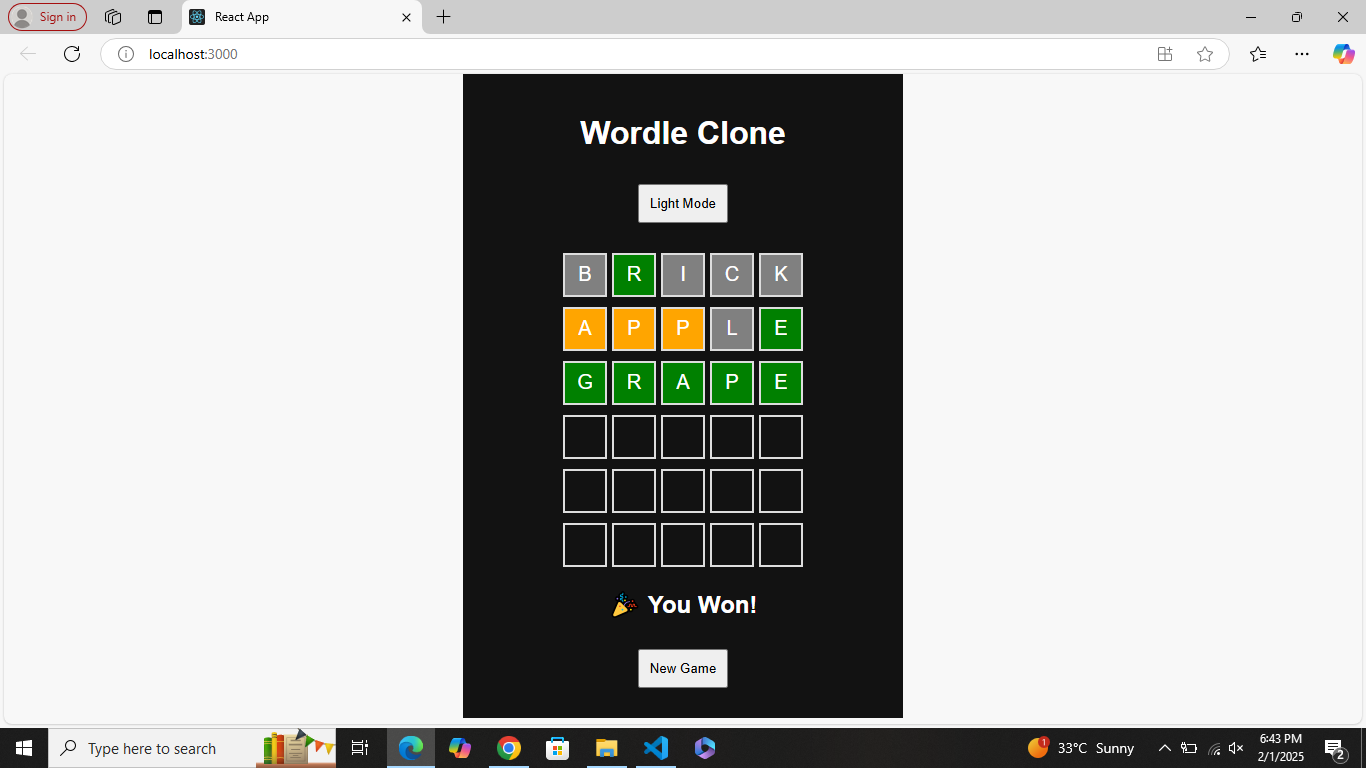 Sign in
React App
localhost:3000
Wordle Clone
Light Mode
B R I C K
A P P L E
G R A P E
You Won!
New Game
Type here to search
1
33°C Sunny
6:43 PM
2/1/2025
2